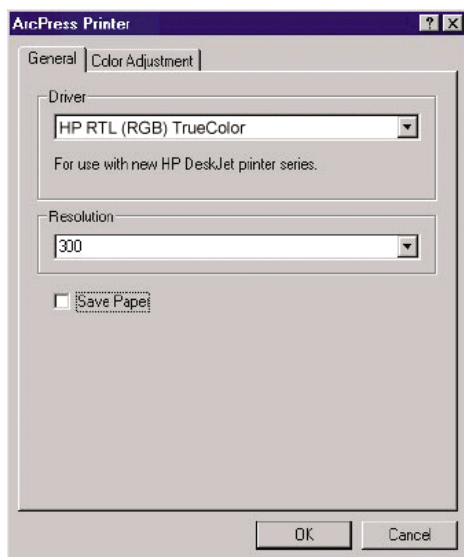 ArcPress Printer
General Color Adjustment
Driver
HP RTL (RGB) TrueColor
For use with new HP DeskJet printer series.
Resolution
300
Save Paper
OK Cancel